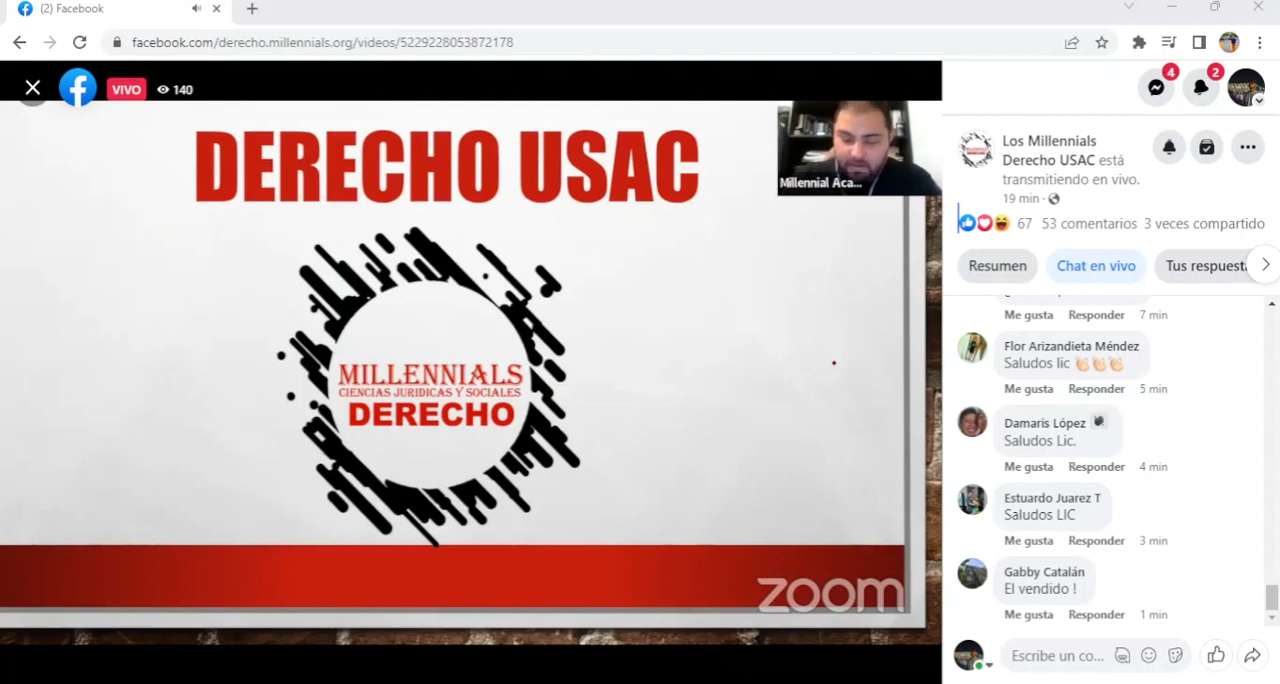 (2) Facebook
facebook.com/derecho.millennials.org/videos/5229228053872178
VIVO
140
DERECHO USAC
Millennial Aca...
MILLENNIALS
CIENCIAS JURIDICAS Y SOCIALES
DERECHO
zoom
4
2
Los Millennials
Derecho USAC está
transmitiendo en vivo.
19 min ·
67 53 comentarios 3 veces compartido
Resumen Chat en vivo Tus respuest
Me gusta Responder 7 min
Flor Arizandieta Méndez
Saludos lic 👏🏻👏🏻👏🏻
Me gusta Responder 5 min
Damaris López
Saludos Lic.
Me gusta Responder 4 min
Estuardo Juarez T
Saludos LIC
Me gusta Responder 3 min
Gabby Catalán
El vendido !
Me gusta Responder 1 min
Escribe un co...